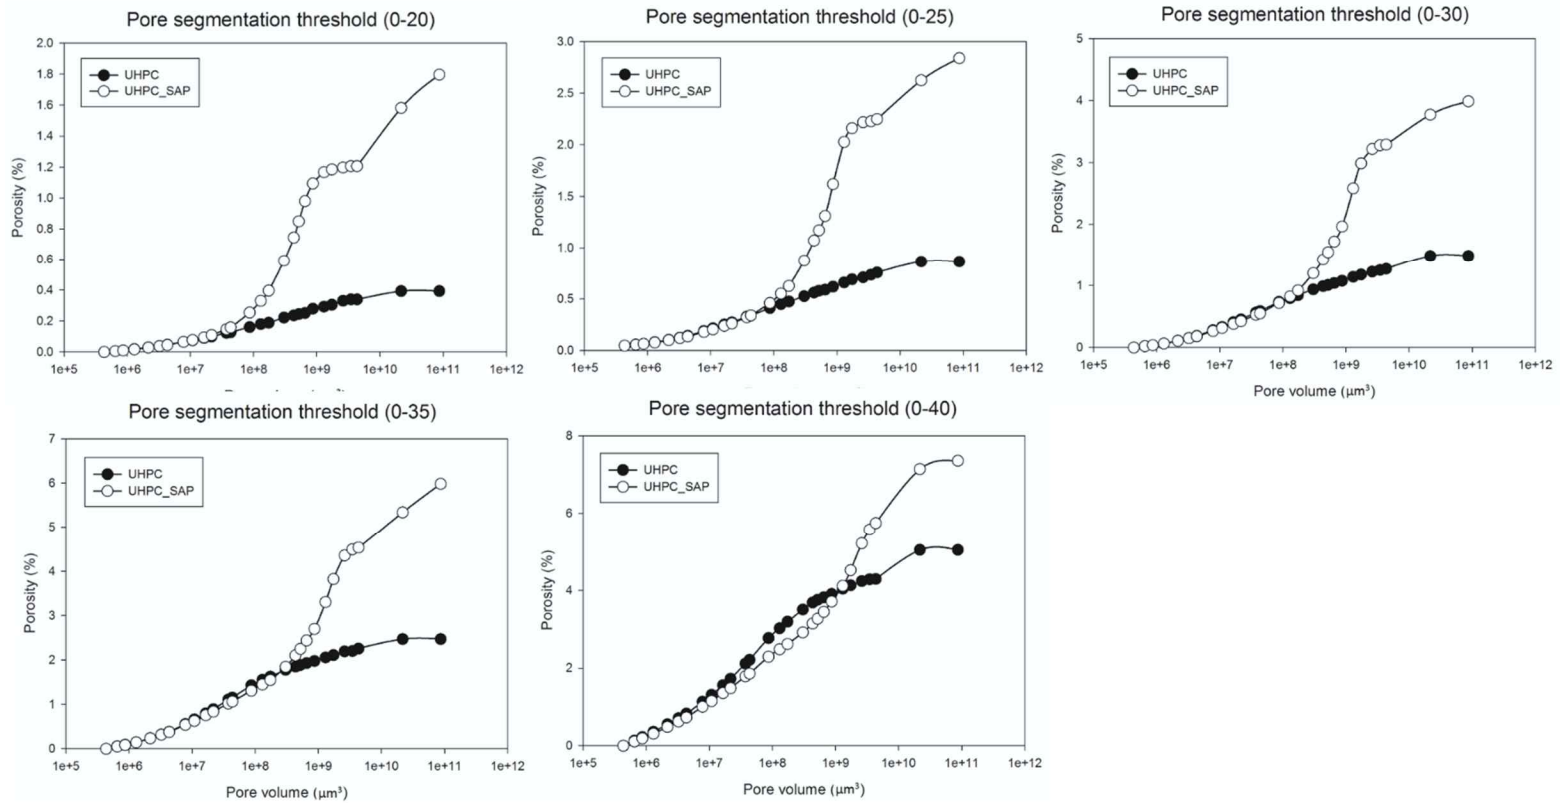 Pore segmentation threshold (0-20)
2.0
1.8
1.6
1.4
1.2
1.0
0.8
0.6
0.4
0.2
0.0
Porosity (%)
UHPC
UHPC_SAP
1e+5 1e+6 1e+7 1e+8 1e+9 1e+10 1e+11 1e+12
Pore segmentation threshold (0-25)
3.0
2.5
2.0
1.5
1.0
0.5
0.0
Porosity (%)
UHPC
UHPC_SAP
1e+5 1e+6 1e+7 1e+8 1e+9 1e+10 1e+11 1e+12
Pore segmentation threshold (0-30)
5
4
3
2
1
0
Porosity (%)
UHPC
UHPC_SAP
1e+5 1e+6 1e+7 1e+8 1e+9 1e+10 1e+11 1e+12
Pore volume (μm³)
Pore segmentation threshold (0-35)
7
6
5
4
3
2
1
0
Porosity (%)
UHPC
UHPC_SAP
1e+5 1e+6 1e+7 1e+8 1e+9 1e+10 1e+11 1e+12
Pore volume (μm³)
Pore segmentation threshold (0-40)
8
6
4
2
0
Porosity (%)
UHPC
UHPC_SAP
1e+5 1e+6 1e+7 1e+8 1e+9 1e+10 1e+11 1e+12
Pore volume (μm³)